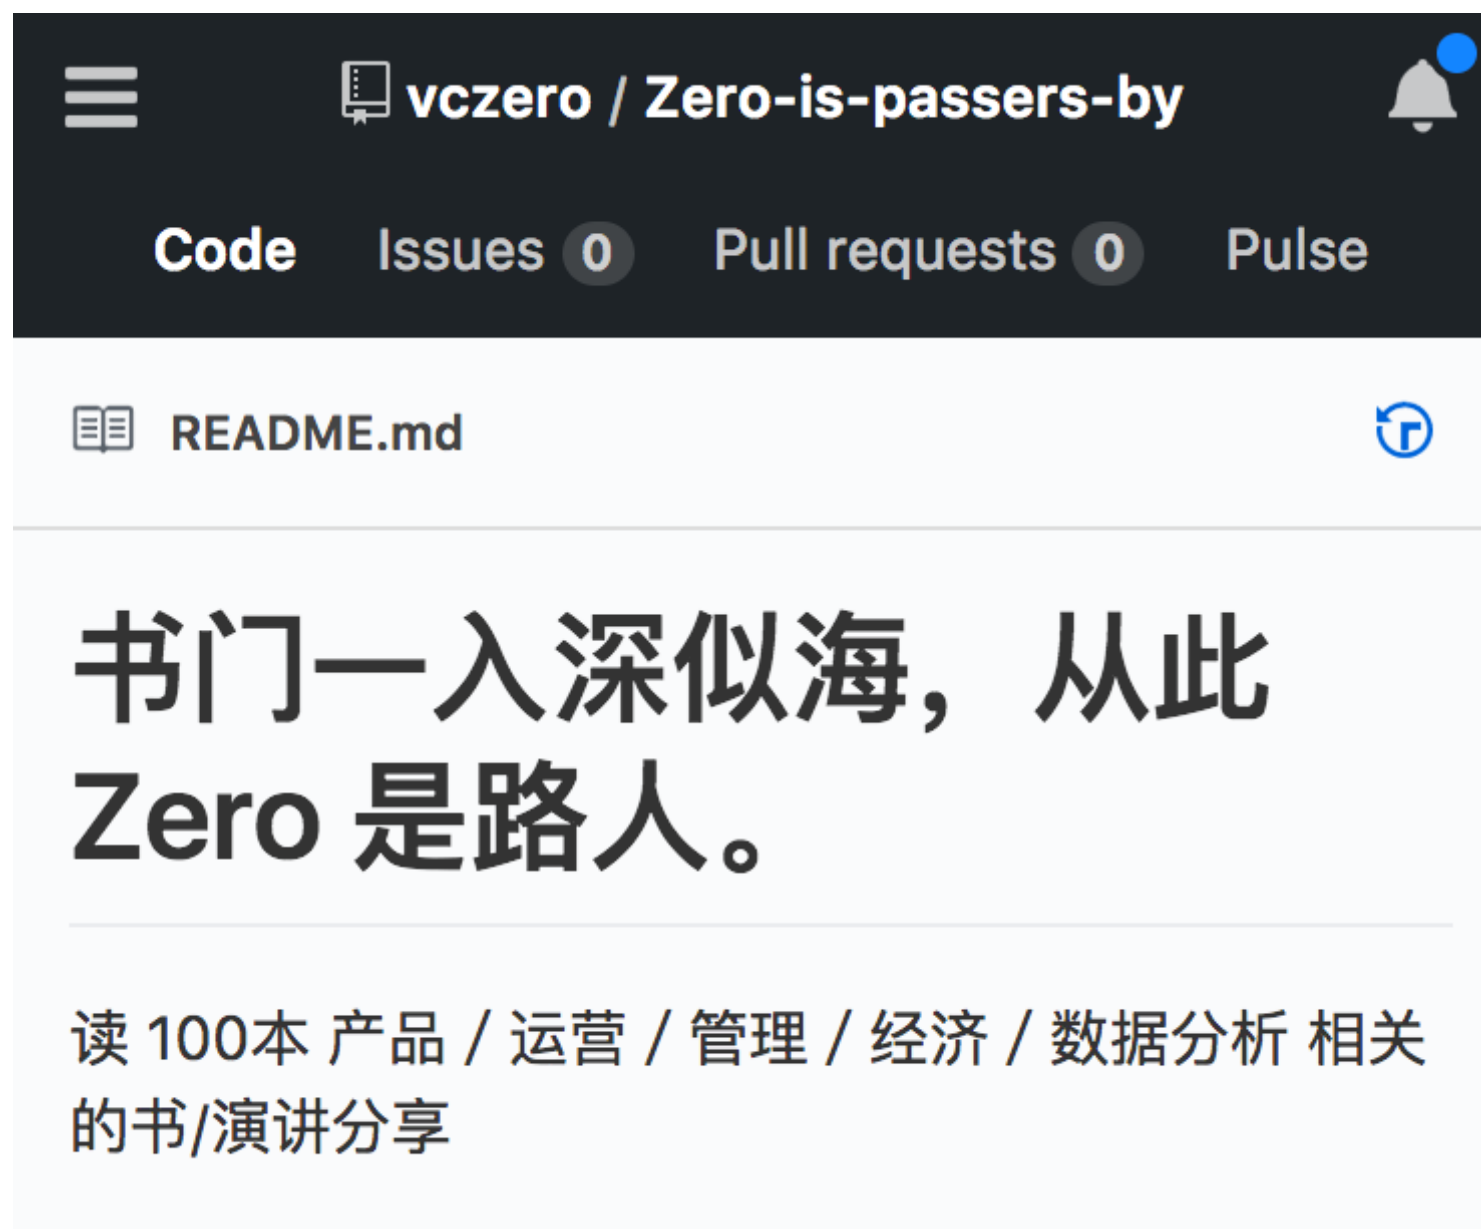 vczero / Zero-is-passers-by
Code Issues 0 Pull requests 0 Pulse
README.md
书门一入深似海，从此
Zero 是路人。
读 100本 产品 / 运营 / 管理 / 经济 / 数据分析 相关
的书/演讲分享